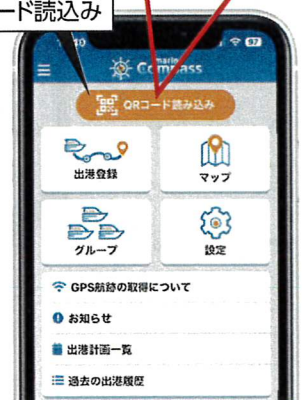 ード読込み
97
marine
Compass
QRコード読み込み
出港登録
マップ
グループ
設定
GPS航跡の取得について
お知らせ
出港計画一覧
過去の出港履歴